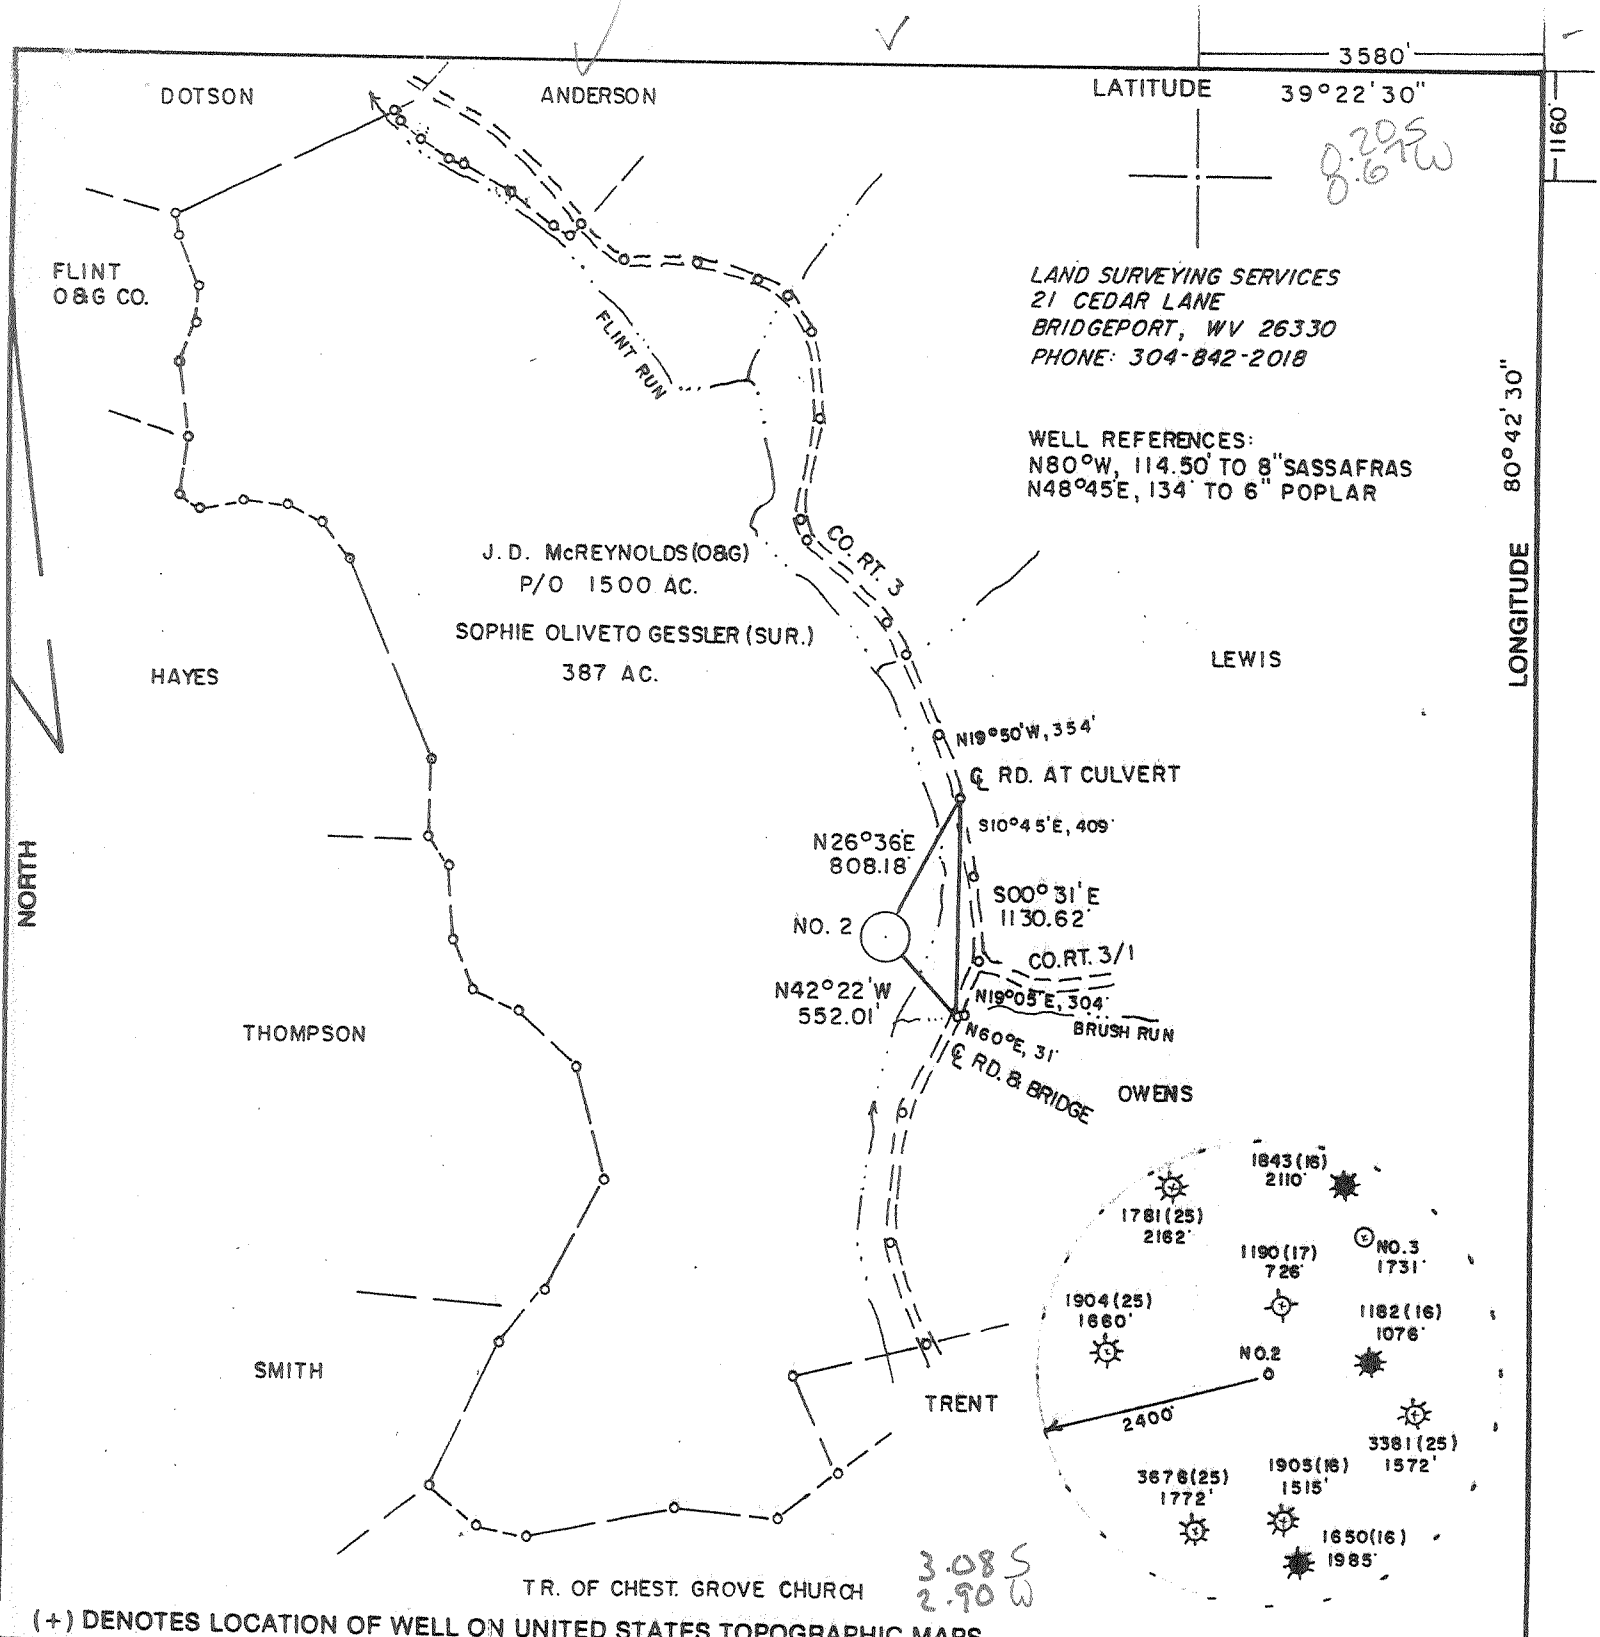 3580'
DOTSON
ANDERSON
LATITUDE 39°22'30"
1160'
0.20 S
0.67 W
FLINT
O&G CO.
LAND SURVEYING SERVICES
21 CEDAR LANE
BRIDGEPORT, WV 26330
PHONE: 304-842-2018
FLINT RUN
LONGITUDE 80°42'30"
WELL REFERENCES:
N80°W, 114.50' TO 8" SASSAFRAS
N48°45'E, 134' TO 6" POPLAR
CO. RT. 3
J. D. McREYNOLDS (O&G)
P/O 1500 AC.
SOPHIE OLIVETO GESSLER (SUR.)
387 AC.
HAYES
LEWIS
N19°50'W, 354'
℄ RD. AT CULVERT
S10°45'E, 409'
N26°36'E
808.18'
NORTH
S00°31'E
1130.62'
NO. 2
CO. RT. 3/1
N42°22'W
552.01'
N19°05'E, 304'
BRUSH RUN
N60°E, 31'
℄ RD. & BRIDGE
THOMPSON
OWENS
1843(16)
2110'
1781(25)
2162'
NO.3
1731'
1190(17)
726'
1904(25)
1660'
1182(16)
1076'
NO.2
SMITH
TRENT
2400'
3381(25)
1572'
3676(25)
1772'
1905(16)
1515'
1650(16)
1985'
3.08 S
2.90 W
TR. OF CHEST. GROVE CHURCH
(+) DENOTES LOCATION OF WELL ON UNITED STATES TOPOGRAPHIC MAPS